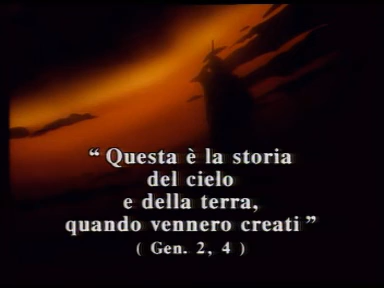 “ Questa è la storia
del cielo
e della terra,
quando vennero creati ”
( Gen. 2, 4 )